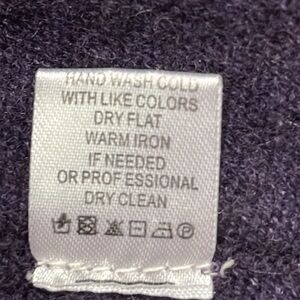 HAND WASH COLD
WITH LIKE COLORS
DRY FLAT
WARM IRON
IF NEEDED
OR PROF ESSIONAL
DRY CLEAN